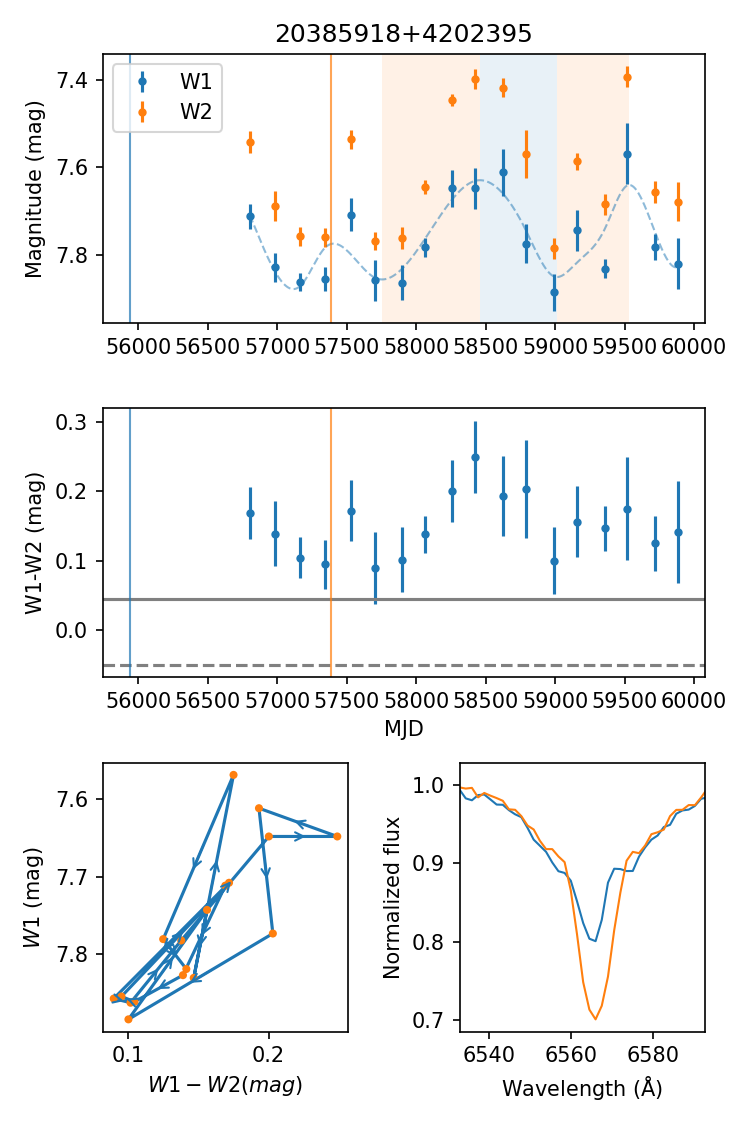 20385918+4202395
7.4
7.6
7.8
Magnitude (mag)
W1
W2
56000 56500 57000 57500 58000 58500 59000 59500 60000
0.3
0.2
0.1
0.0
W1-W2 (mag)
56000 56500 57000 57500 58000 58500 59000 59500 60000
MJD
7.6
7.7
7.8
W1 (mag)
0.1 0.2
W1 − W2(mag)
1.0
0.9
0.8
0.7
Normalized flux
6540 6560 6580
Wavelength (Å)